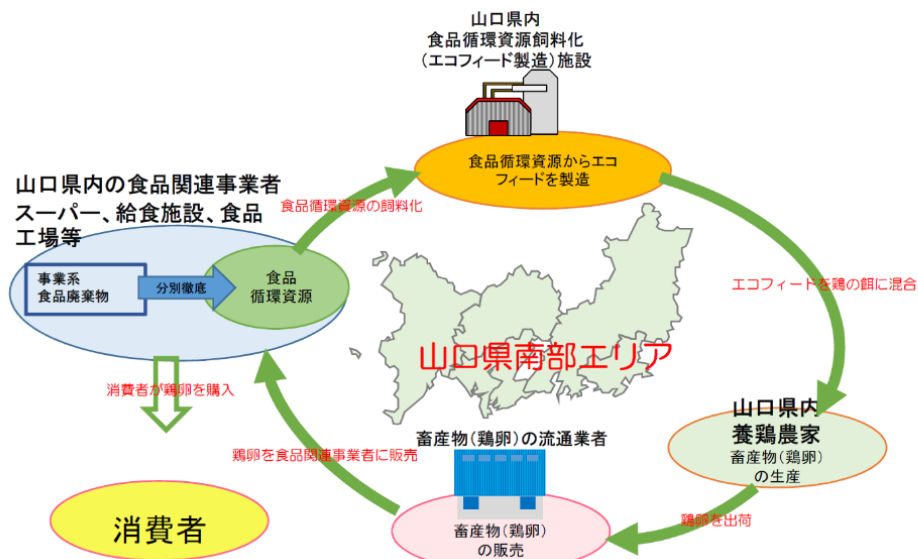 山口県内
食品循環資源飼料化
(エコフィード製造)施設
食品循環資源からエコ
フィードを製造
山口県内の食品関連事業者
スーパー、給食施設、食品
工場等
食品循環資源の飼料化
事業系
食品廃棄物
分別徹底
食品
循環資源
エコフィードを鶏の餌に混合
山口県南部エリア
消費者が鶏卵を購入
山口県内
養鶏農家
畜産物(鶏卵)
の生産
畜産物(鶏卵)の流通業者
鶏卵を食品関連事業者に販売
鶏卵を出荷
畜産物(鶏卵)
の販売
消費者